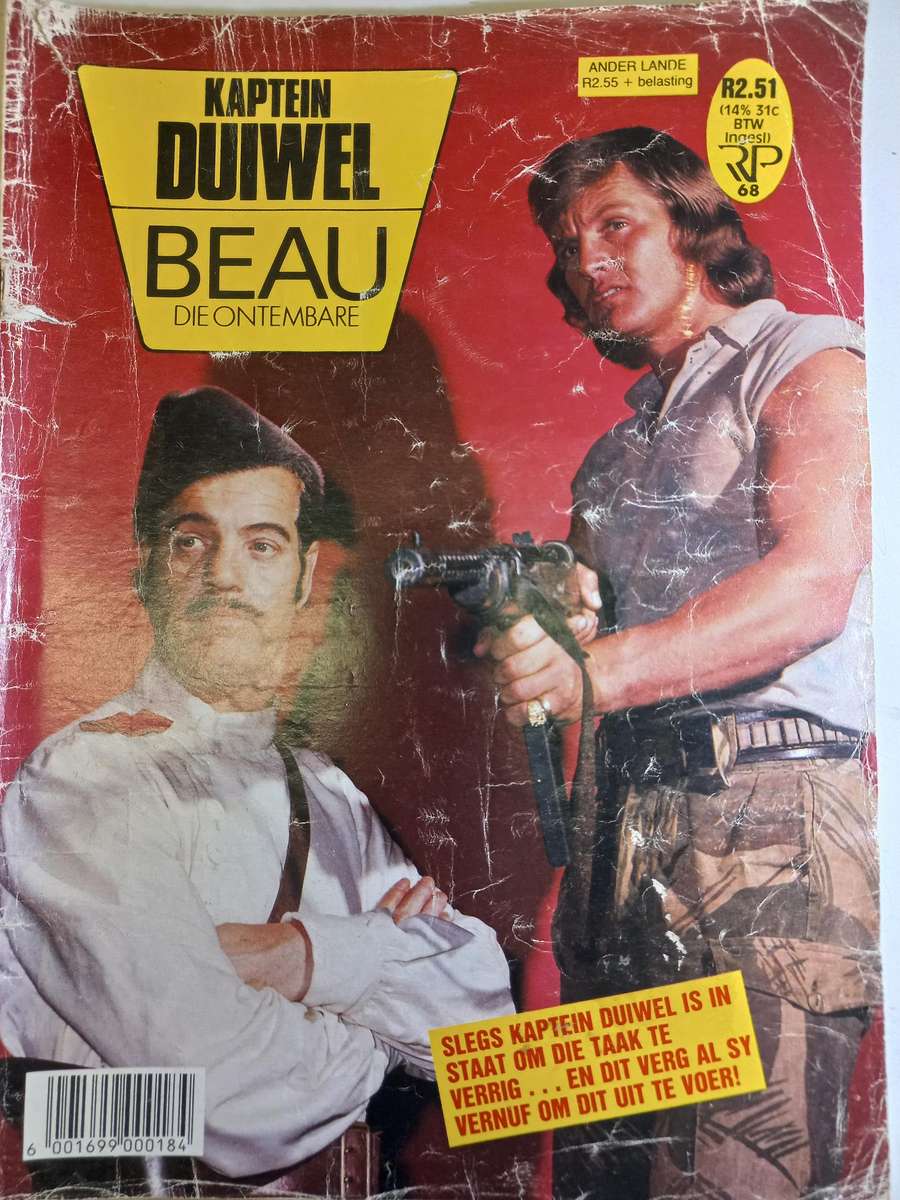 KAPTEIN
DUIWEL
BEAU
DIE ONTEMBARE
ANDER LANDE
R2.55 + belasting
R2.51
(14% 31c
BTW
Ingesl)
RP
68
SLEGS KAPTEIN DUIWEL IS IN
STAAT OM DIE TAAK TE
VERRIG . . . EN DIT VERG AL SY
VERNUF OM DIT UIT TE VOER!
6 001699 000184